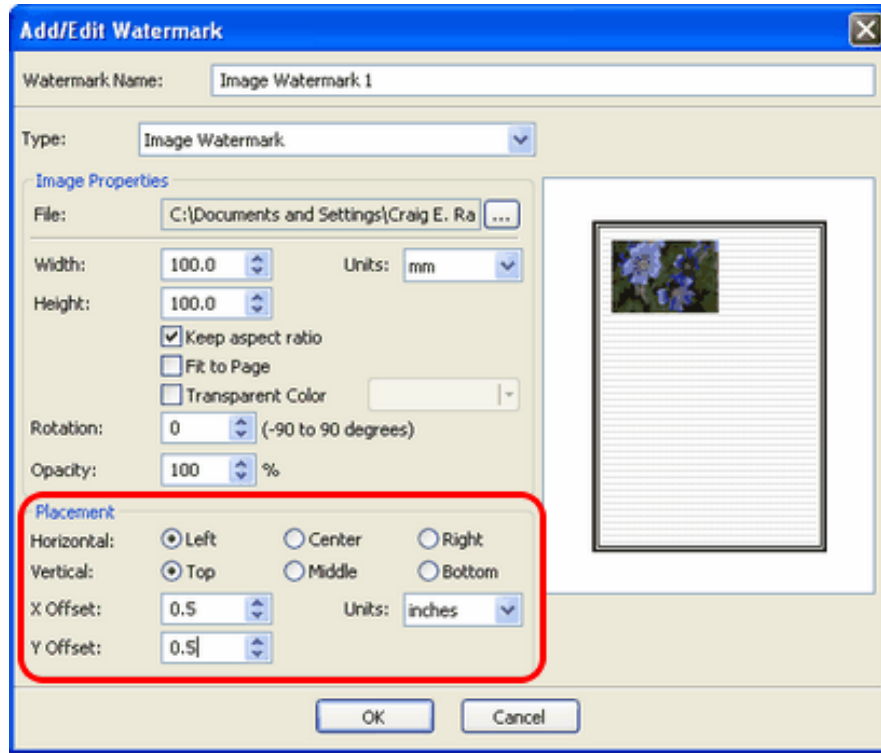 Add/Edit Watermark
Watermark Name: Image Watermark 1
Type: Image Watermark
Image Properties
File: C:\Documents and Settings\Craig E. Ra ...
Width: 100.0 Units: mm
Height: 100.0
Keep aspect ratio
Fit to Page
Transparent Color
Rotation: 0 (-90 to 90 degrees)
Opacity: 100 %
Placement
Horizontal: Left Center Right
Vertical: Top Middle Bottom
X Offset: 0.5 Units: inches
Y Offset: 0.5
OK Cancel